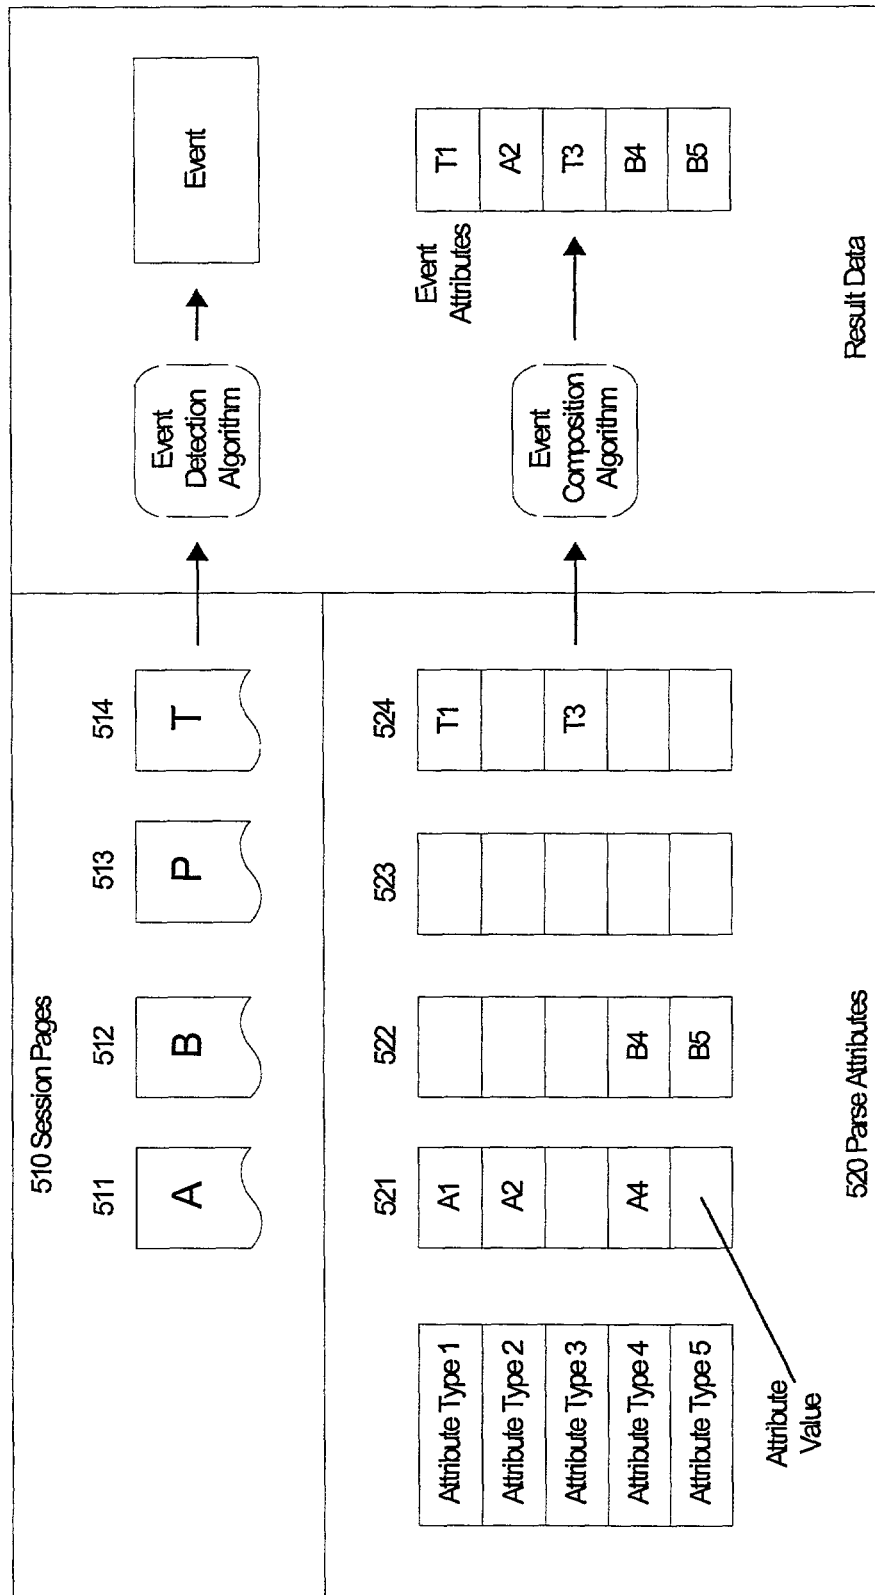 510 Session Pages
511
512
513
514
A
B
P
T
Event
Detection
Algorithm
Event
521
522
523
524
Attribute Type 1
Attribute Type 2
Attribute Type 3
Attribute Type 4
Attribute Type 5
A1
A2
A4
B4
B5
T1
T3
Attribute
Value
520 Parse Attributes
Event
Composition
Algorithm
Event
Attributes
T1
A2
T3
B4
B5
Result Data